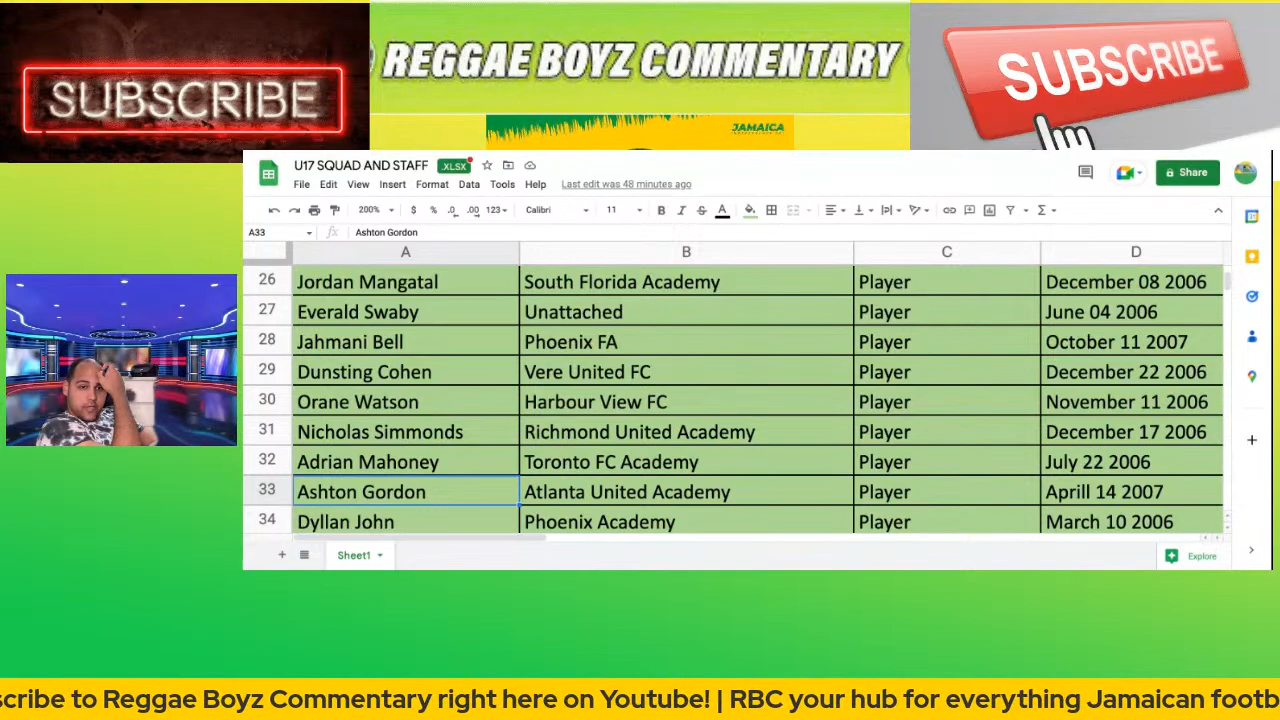 SUBSCRIBE
REGGAE BOYZ COMMENTARY
SUBSCRIBE
JAMAICA
U17 SQUAD AND STAFF .XLSX
File Edit View Insert Format Data Tools Help Last edit was 48 minutes ago
Share
200% $ % .0 .00 123 Calibri 11 B I S A
A33 fx Ashton Gordon
A B C D
26 Jordan Mangatal South Florida Academy Player December 08 2006
27 Everald Swaby Unattached Player June 04 2006
28 Jahmani Bell Phoenix FA Player October 11 2007
29 Dunsting Cohen Vere United FC Player December 22 2006
30 Orane Watson Harbour View FC Player November 11 2006
31 Nicholas Simmonds Richmond United Academy Player December 17 2006
32 Adrian Mahoney Toronto FC Academy Player July 22 2006
33 Ashton Gordon Atlanta United Academy Player Aprill 14 2007
34 Dyllan John Phoenix Academy Player March 10 2006
Sheet1
Explore
scribe to Reggae Boyz Commentary right here on Youtube! | RBC your hub for everything Jamaican footb